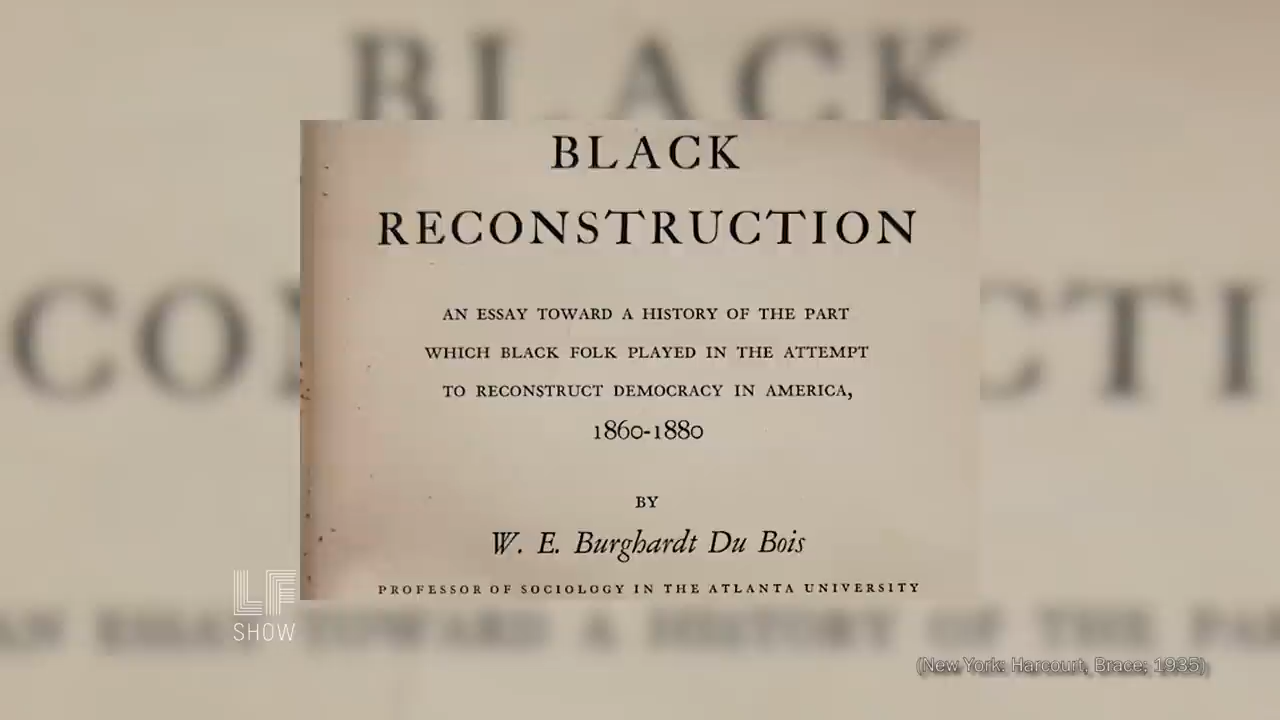 BLACK
RECONSTRUCTION
AN ESSAY TOWARD A HISTORY OF THE PART
WHICH BLACK FOLK PLAYED IN THE ATTEMPT
TO RECONSTRUCT DEMOCRACY IN AMERICA,
1860-1880
BY
W. E. Burghardt Du Bois
PROFESSOR OF SOCIOLOGY IN THE ATLANTA UNIVERSITY
LF
SHOW
(New York: Harcourt, Brace; 1935)